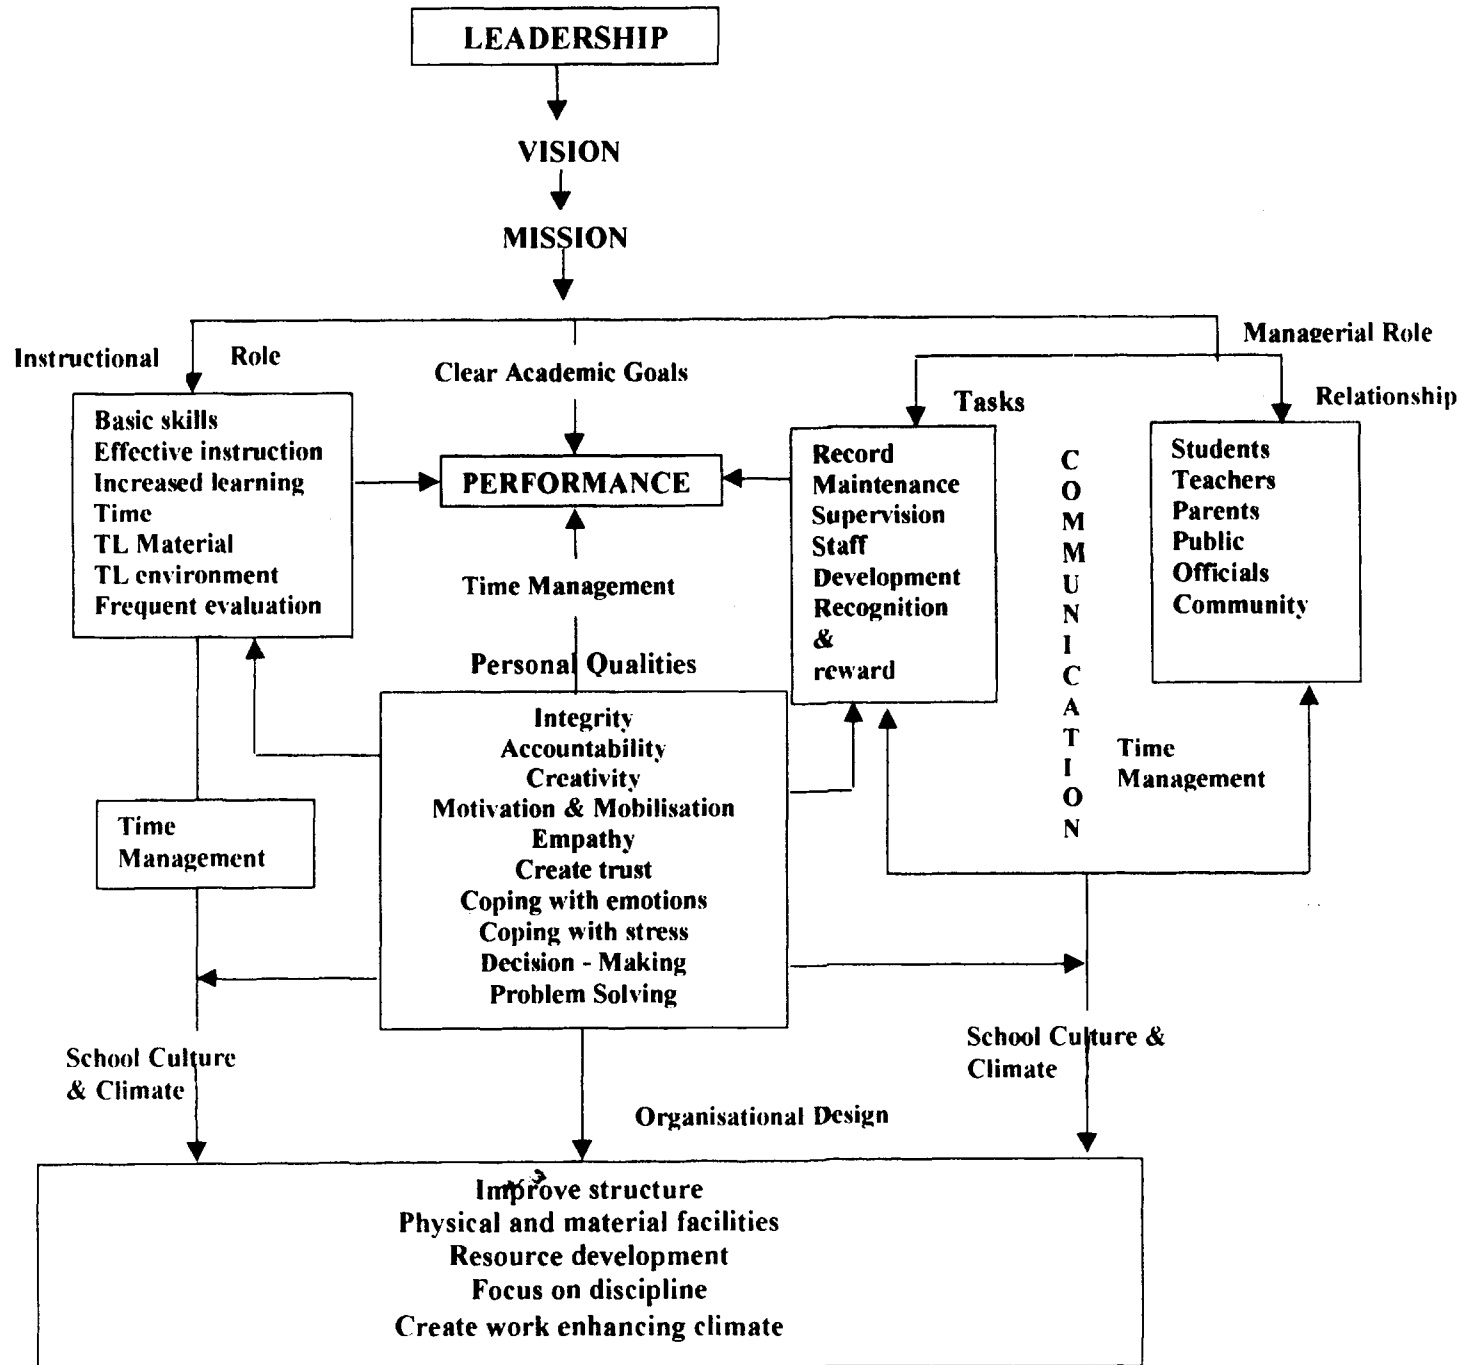 LEADERSHIP
VISION
MISSION
Managerial Role
Instructional Role
Clear Academic Goals
Tasks
Relationship
Basic skills
Effective instruction
Increased learning
Time
TL Material
TL environment
Frequent evaluation
PERFORMANCE
Record
Maintenance
Supervision
Staff
Development
Recognition
&
reward
COMMUNICATION
Students
Teachers
Parents
Public
Officials
Community
Time Management
Personal Qualities
Integrity
Accountability
Creativity
Motivation & Mobilisation
Empathy
Create trust
Coping with emotions
Coping with stress
Decision - Making
Problem Solving
Time
Management
Time
Management
School Culture
& Climate
School Culture &
Climate
Organisational Design
Improve structure
Physical and material facilities
Resource development
Focus on discipline
Create work enhancing climate